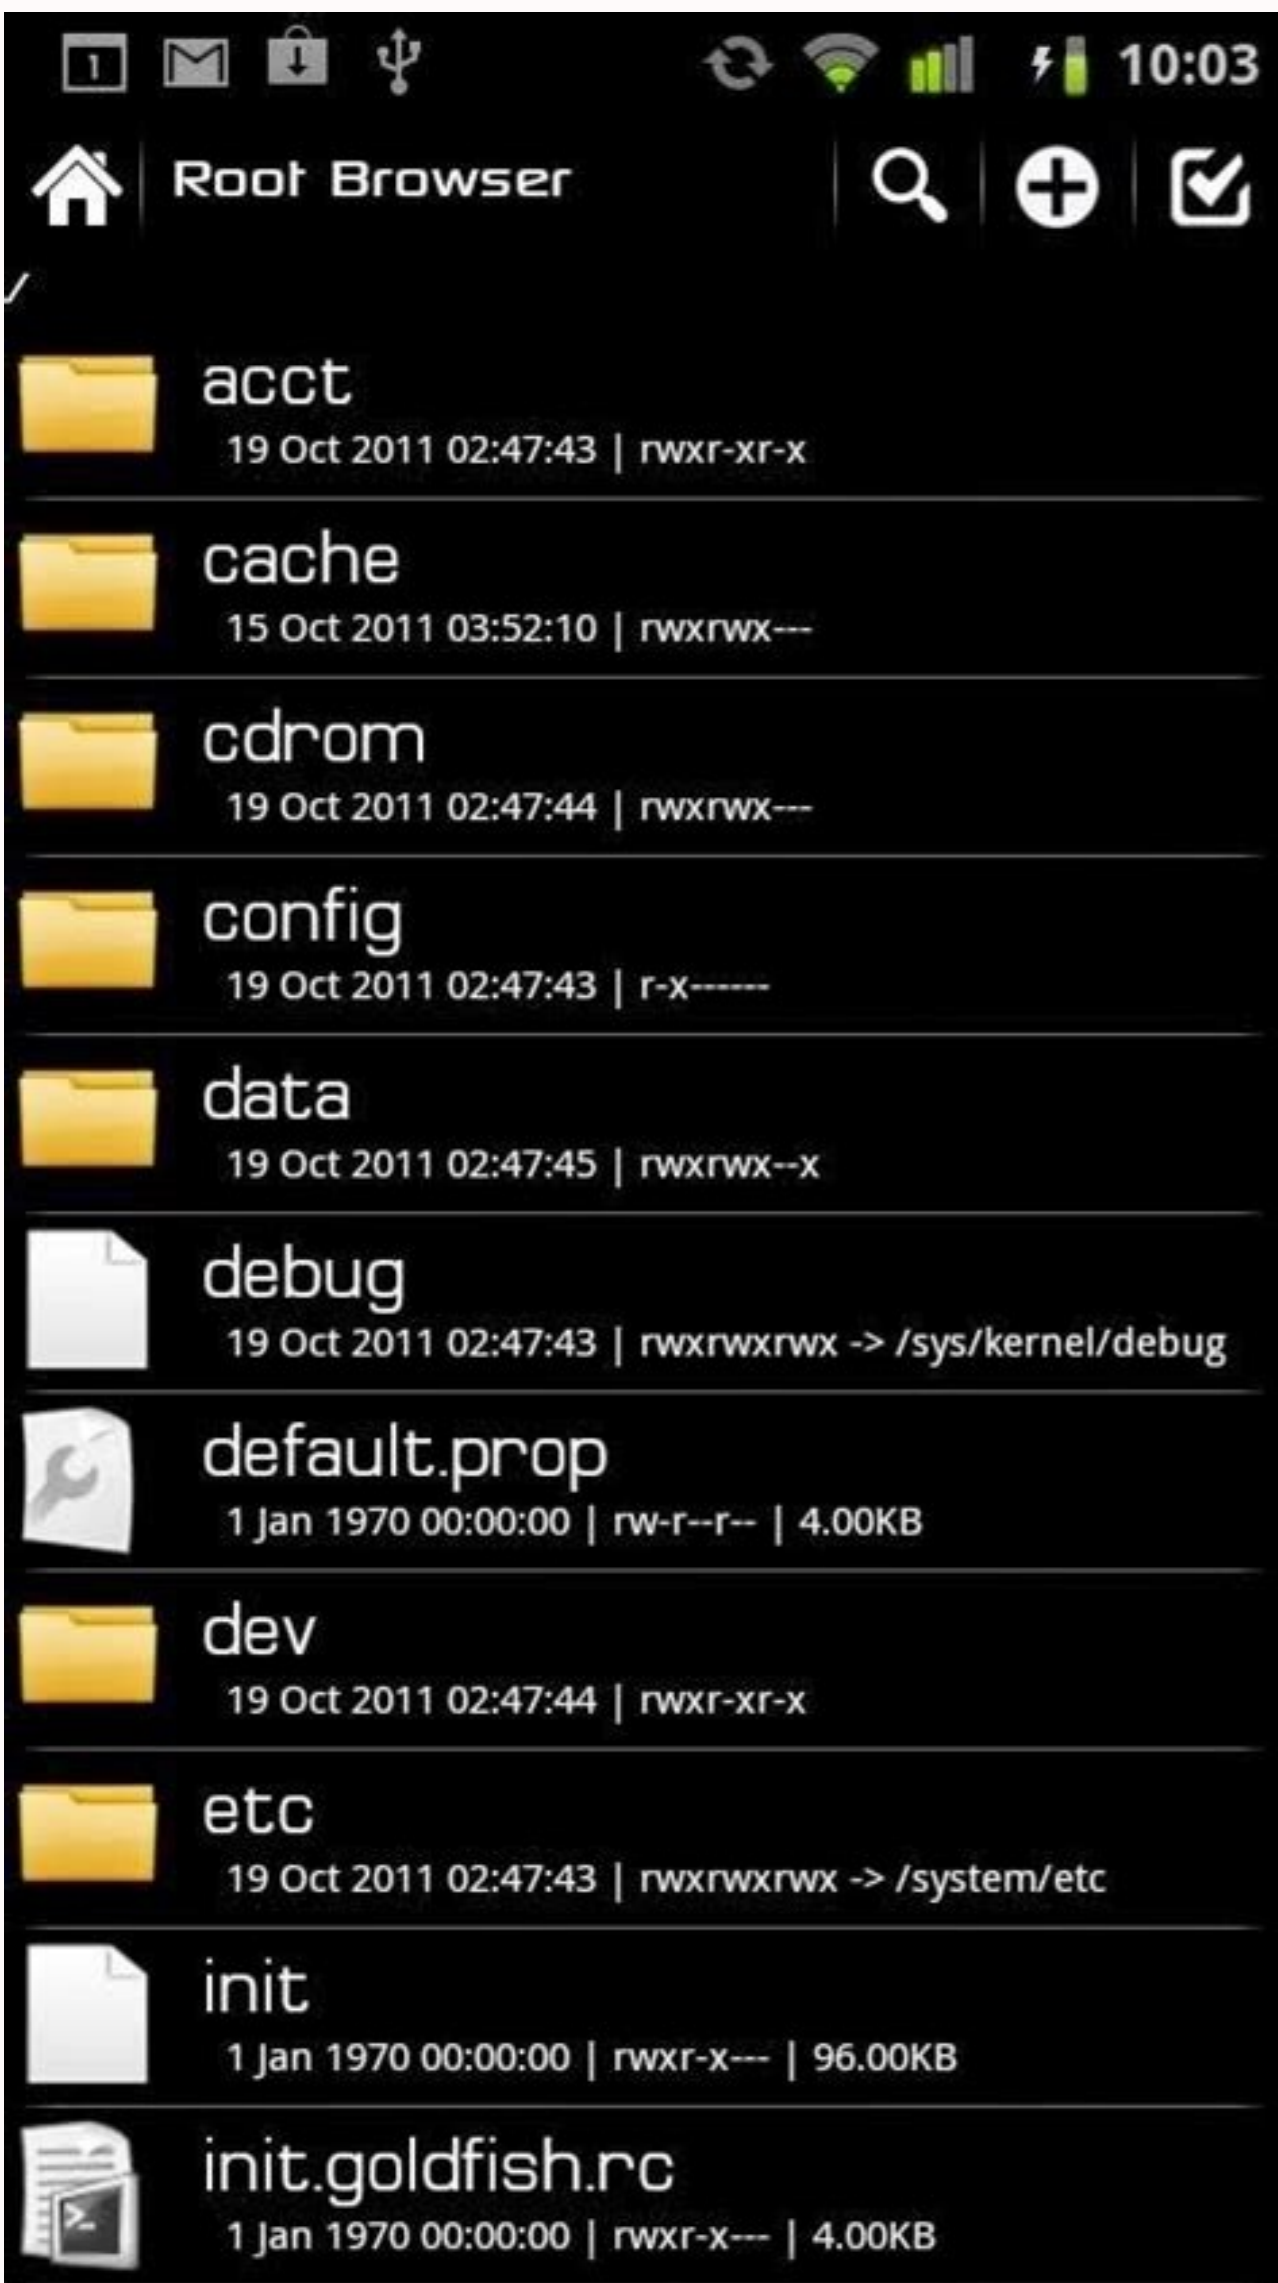 1
10:03
Root Browser
/
acct
19 Oct 2011 02:47:43 | rwxr-xr-x
cache
15 Oct 2011 03:52:10 | rwxrwx---
cdrom
19 Oct 2011 02:47:44 | rwxrwx---
config
19 Oct 2011 02:47:43 | r-x------
data
19 Oct 2011 02:47:45 | rwxrwx--x
debug
19 Oct 2011 02:47:43 | rwxrwxrwx -> /sys/kernel/debug
default.prop
1 Jan 1970 00:00:00 | rw-r--r-- | 4.00KB
dev
19 Oct 2011 02:47:44 | rwxr-xr-x
etc
19 Oct 2011 02:47:43 | rwxrwxrwx -> /system/etc
init
1 Jan 1970 00:00:00 | rwxr-x--- | 96.00KB
init.goldfish.rc
1 Jan 1970 00:00:00 | rwxr-x--- | 4.00KB